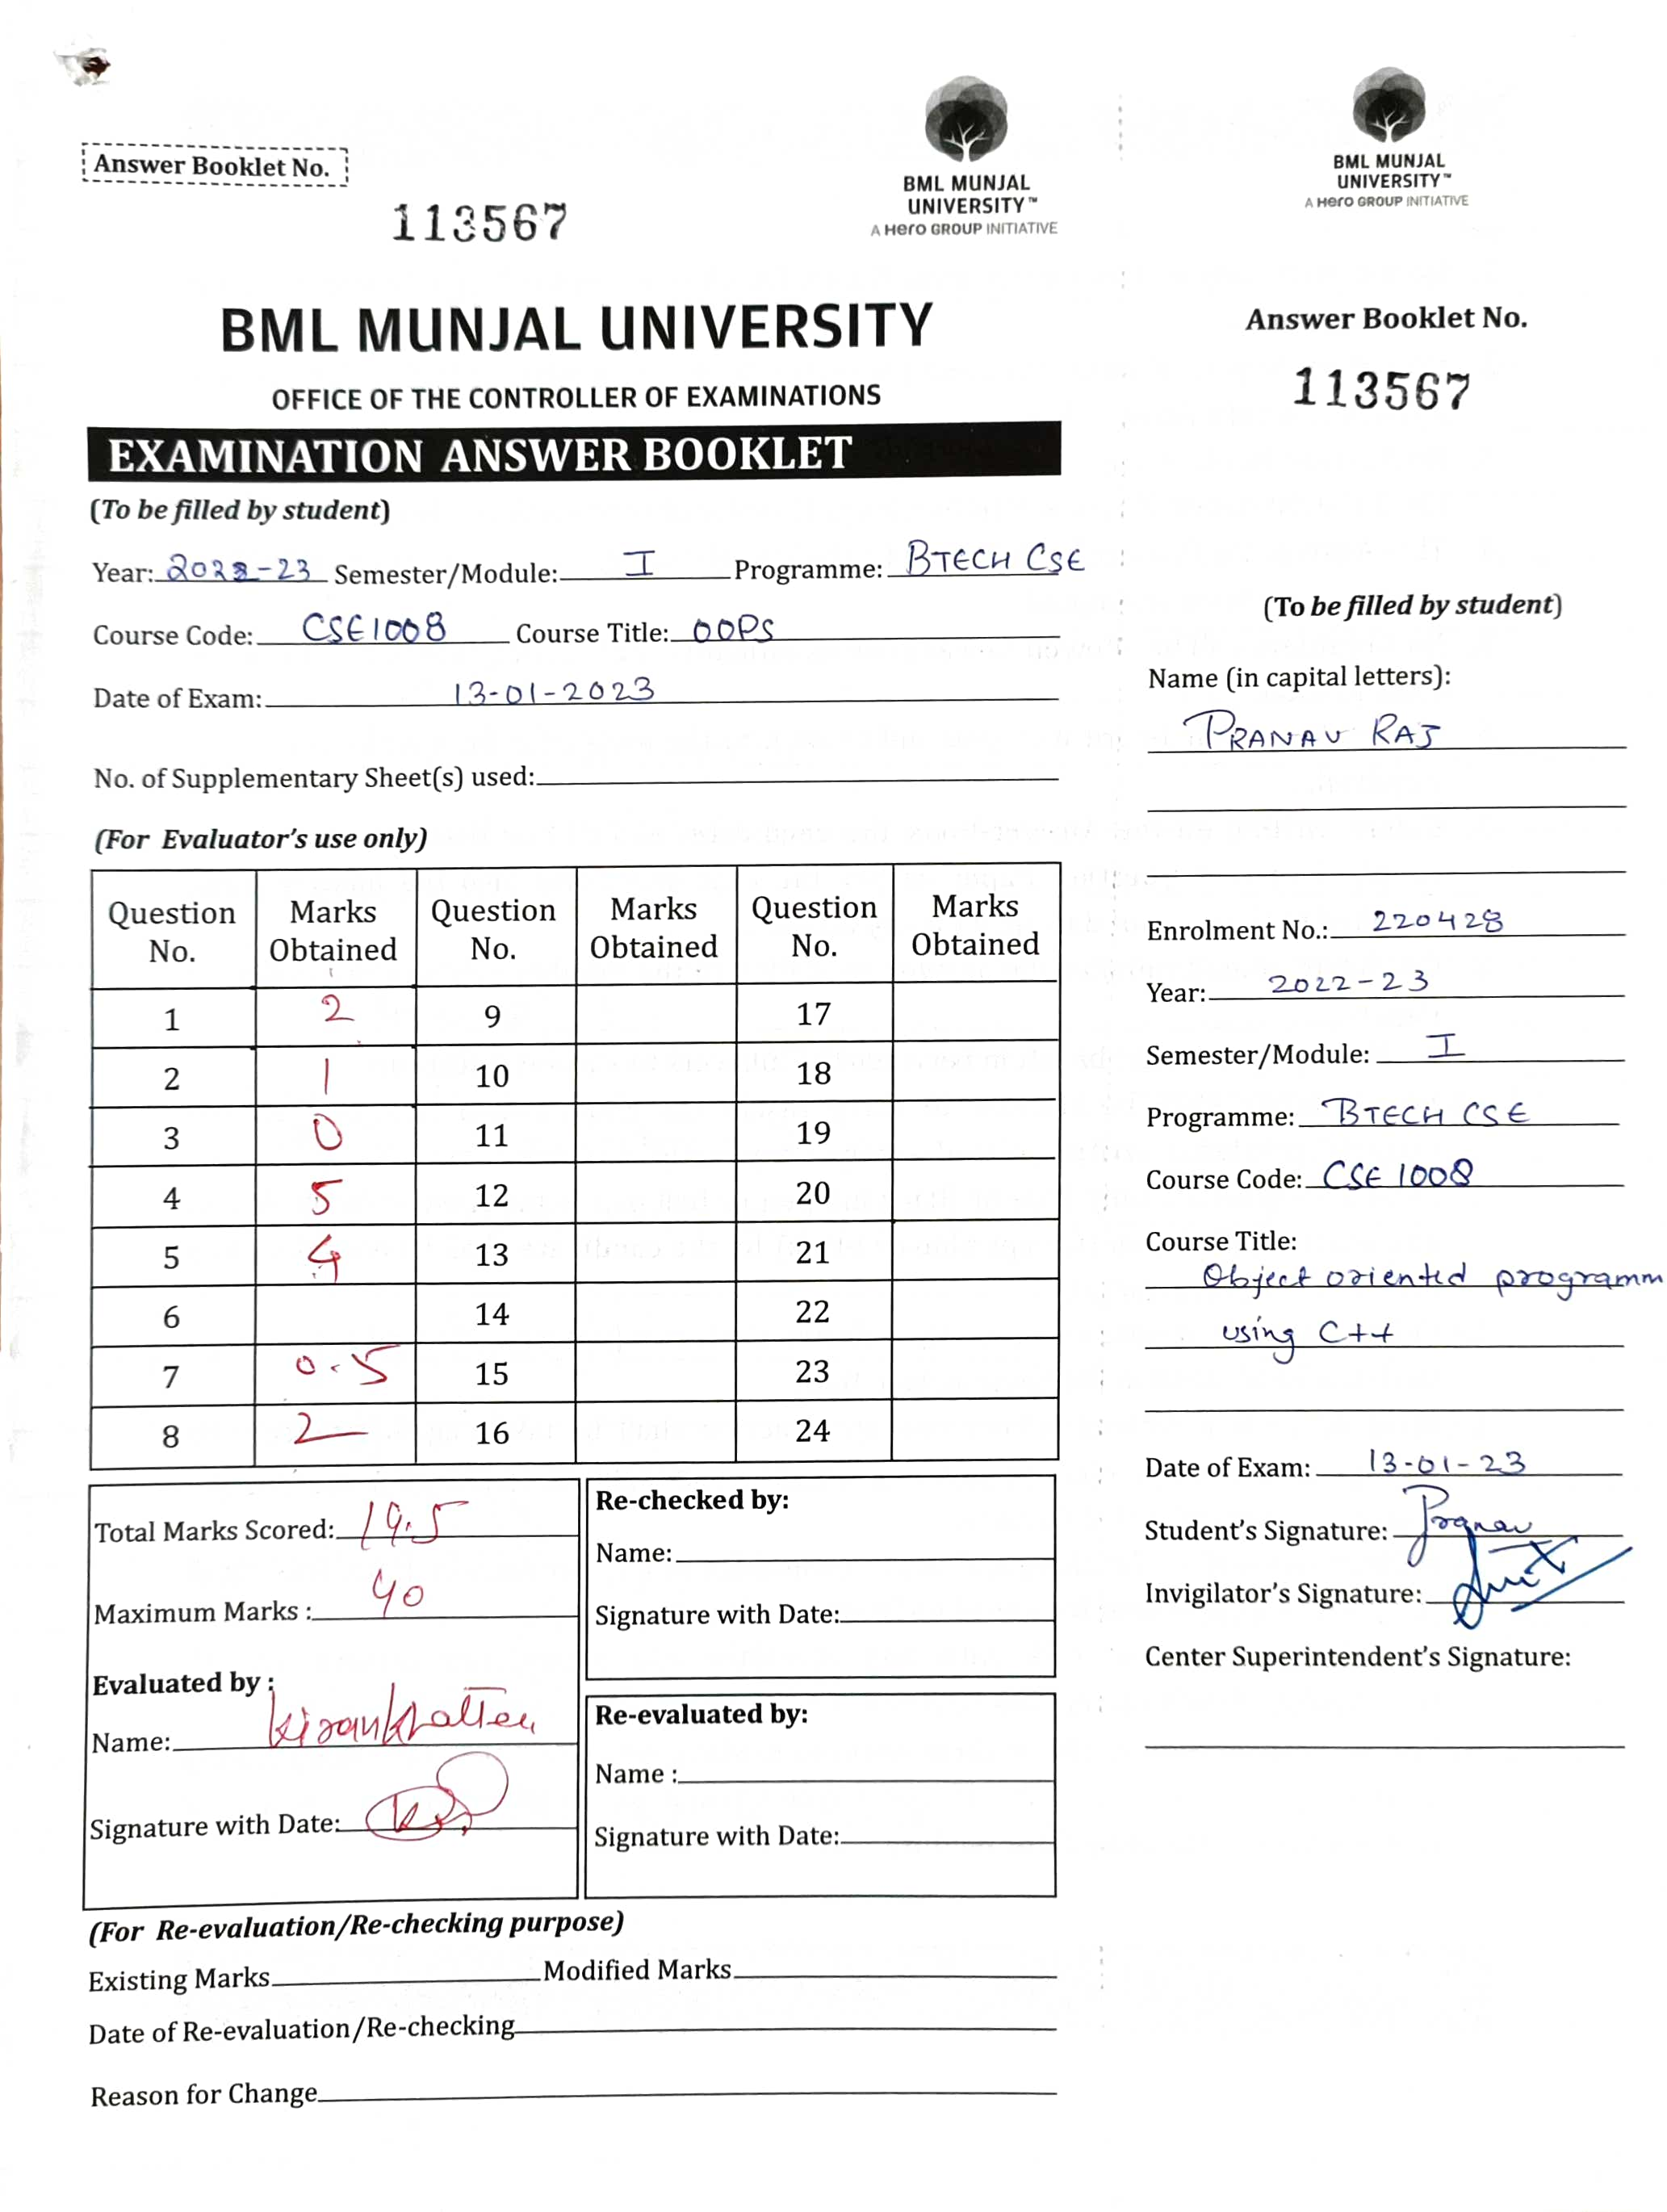 Answer Booklet No.
113567
BML MUNJAL
UNIVERSITY™
A Hero GROUP INITIATIVE
BML MUNJAL UNIVERSITY
OFFICE OF THE CONTROLLER OF EXAMINATIONS
EXAMINATION ANSWER BOOKLET
(To be filled by student)
Year: 2022-23 Semester/Module: I Programme: BTECH CSE
Course Code: CSE1008 Course Title: OOPS
Date of Exam: 13-01-2023
No. of Supplementary Sheet(s) used:
(For Evaluator's use only)
Question No. Marks Obtained Question No. Marks Obtained Question No. Marks Obtained
1 2 9 17
2 1 10 18
3 0 11 19
4 5 12 20
5 4 13 21
6 14 22
7 0.5 15 23
8 2 16 24
Total Marks Scored: 19.5
Maximum Marks : 40
Evaluated by :
Name: Kiran Khatter
Signature with Date:
Re-checked by:
Name:
Signature with Date:
Re-evaluated by:
Name :
Signature with Date:
(For Re-evaluation/Re-checking purpose)
Existing Marks Modified Marks
Date of Re-evaluation/Re-checking
Reason for Change
BML MUNJAL
UNIVERSITY™
A Hero GROUP INITIATIVE
Answer Booklet No.
113567
(To be filled by student)
Name (in capital letters):
PRANAV RAJ
Enrolment No.: 220428
Year: 2022-23
Semester/Module: I
Programme: BTECH CSE
Course Code: CSE 1008
Course Title:
Object oriented programm
using C++
Date of Exam: 13-01-23
Student's Signature: Pranav
Invigilator's Signature:
Center Superintendent's Signature: